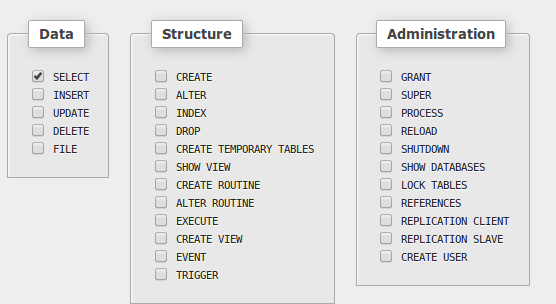 Data
SELECT
INSERT
UPDATE
DELETE
FILE
Structure
CREATE
ALTER
INDEX
DROP
CREATE TEMPORARY TABLES
SHOW VIEW
CREATE ROUTINE
ALTER ROUTINE
EXECUTE
CREATE VIEW
EVENT
TRIGGER
Administration
GRANT
SUPER
PROCESS
RELOAD
SHUTDOWN
SHOW DATABASES
LOCK TABLES
REFERENCES
REPLICATION CLIENT
REPLICATION SLAVE
CREATE USER